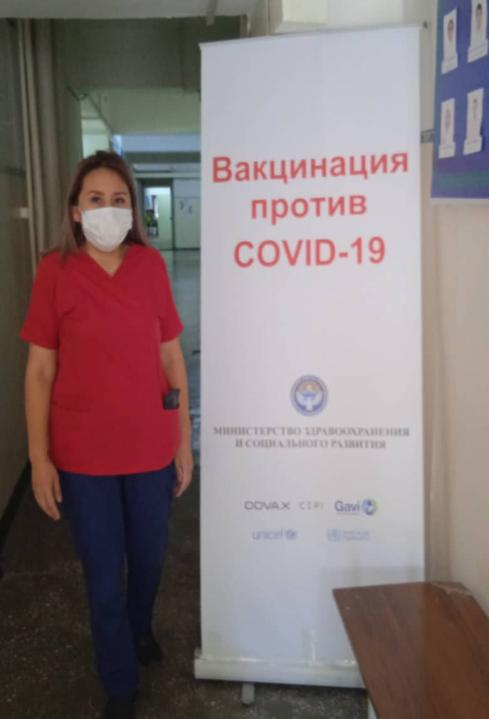 Вакцинация
против
COVID-19
МИНИСТЕРСТВО ЗДРАВООХРАНЕНИЯ
И СОЦИАЛЬНОГО РАЗВИТИЯ
COVAX CEPI Gavi
unicef